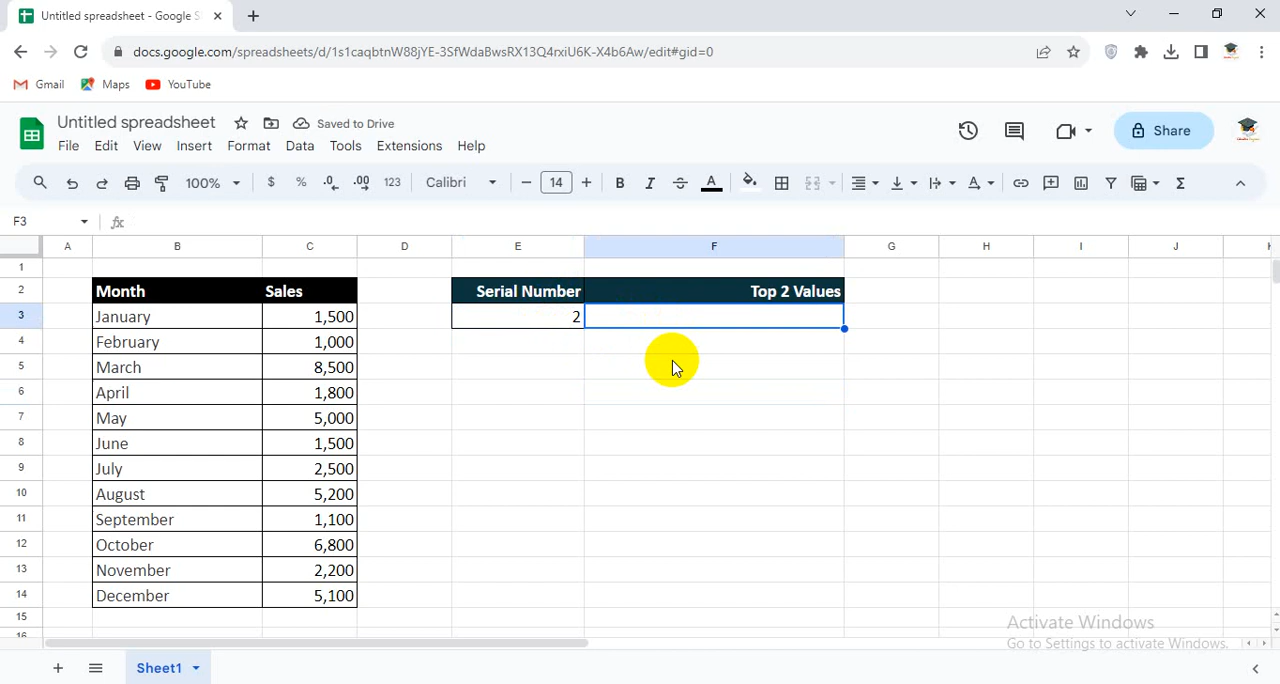 Untitled spreadsheet - Google S
docs.google.com/spreadsheets/d/1s1caqbtnW88jYE-3SfWdaBwsRX13Q4rxiU6K-X4b6Aw/edit#gid=0
Gmail Maps YouTube
Untitled spreadsheet Saved to Drive
File Edit View Insert Format Data Tools Extensions Help
Share
100% $ % .0 .00 123 Calibri 14 B I A Σ
F3 fx
A B C D E F G H I J
1
2 Month Sales Serial Number Top 2 Values
3 January 1,500 2
4 February 1,000
5 March 8,500
6 April 1,800
7 May 5,000
8 June 1,500
9 July 2,500
10 August 5,200
11 September 1,100
12 October 6,800
13 November 2,200
14 December 5,100
15
16
Activate Windows
Go to Settings to activate Windows.
Sheet1